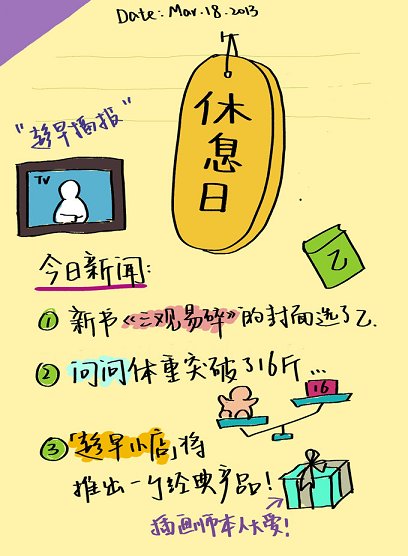 Date: Mar.18.2013
休息日
"趁早播报"
TV
乙
今日新闻:
① 新书《三观易碎》的封面选了乙.
② 问问体重突破了16斤...
16
③「趁早小店」将
推出一个经典产品!
插画师本人大爱!